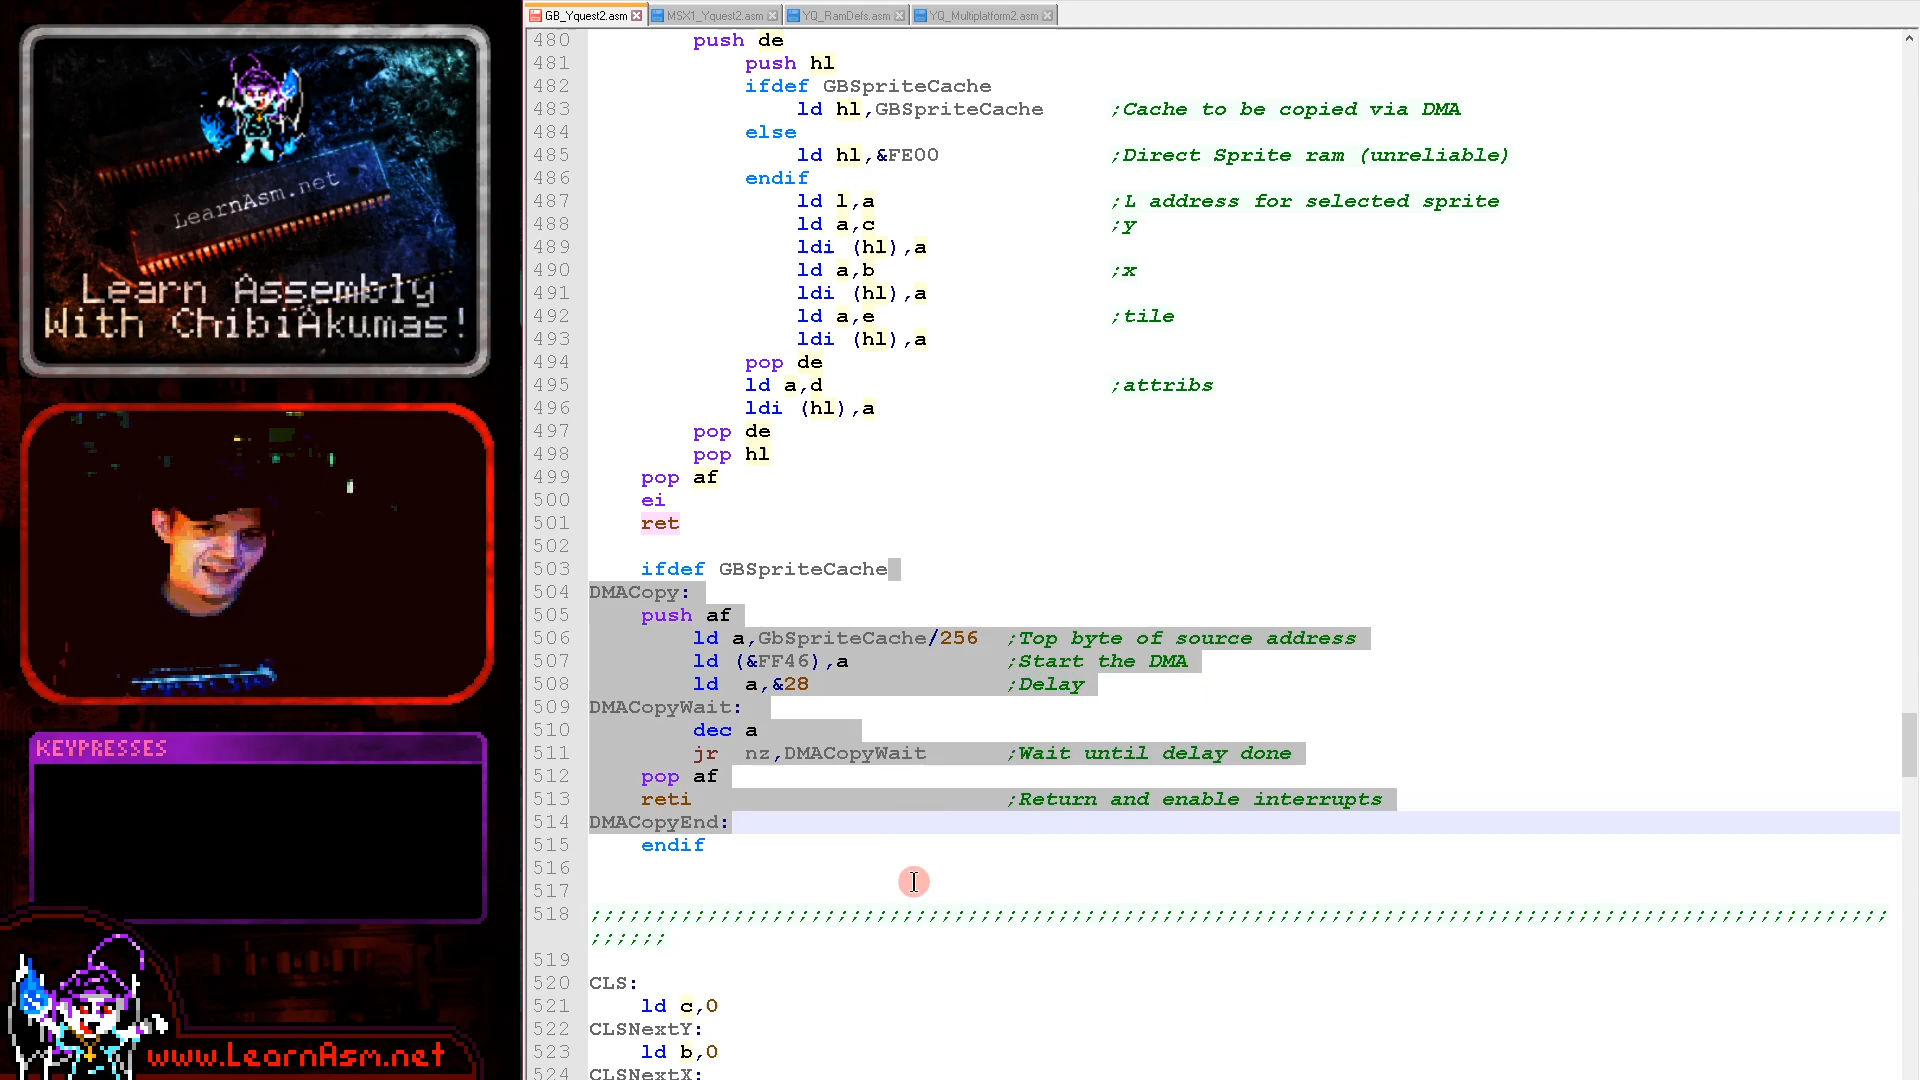 GB_Yquest2.asm
MSX1_Yquest2.asm
YQ_RamDefs.asm
YQ_Multiplatform2.asm
LearnAsm.net
Learn Assembly
With ChibiAkumas!
KEYPRESSES
www.LearnAsm.net
480 push de
481 push hl
482 ifdef GBSpriteCache
483 ld hl,GBSpriteCache ;Cache to be copied via DMA
484 else
485 ld hl,&FE00 ;Direct Sprite ram (unreliable)
486 endif
487 ld l,a ;L address for selected sprite
488 ld a,c ;y
489 ldi (hl),a
490 ld a,b ;x
491 ldi (hl),a
492 ld a,e ;tile
493 ldi (hl),a
494 pop de
495 ld a,d ;attribs
496 ldi (hl),a
497 pop de
498 pop hl
499 pop af
500 ei
501 ret
502
503 ifdef GBSpriteCache
504 DMACopy:
505 push af
506 ld a,GbSpriteCache/256 ;Top byte of source address
507 ld (&FF46),a ;Start the DMA
508 ld a,&28 ;Delay
509 DMACopyWait:
510 dec a
511 jr nz,DMACopyWait ;Wait until delay done
512 pop af
513 reti ;Return and enable interrupts
514 DMACopyEnd:
515 endif
516
517
518 ;;;;;;;;;;;;;;;;;;;;;;;;;;;;;;;;;;;;;;;;;;;;;;;;;;;;;;;;;;;;;;;;;;;;;;;;;;;;;;;;;;;;;;;;;;;;;;;;;;;;
;;;;;;
519
520 CLS:
521 ld c,0
522 CLSNextY:
523 ld b,0
524 CLSNextX: